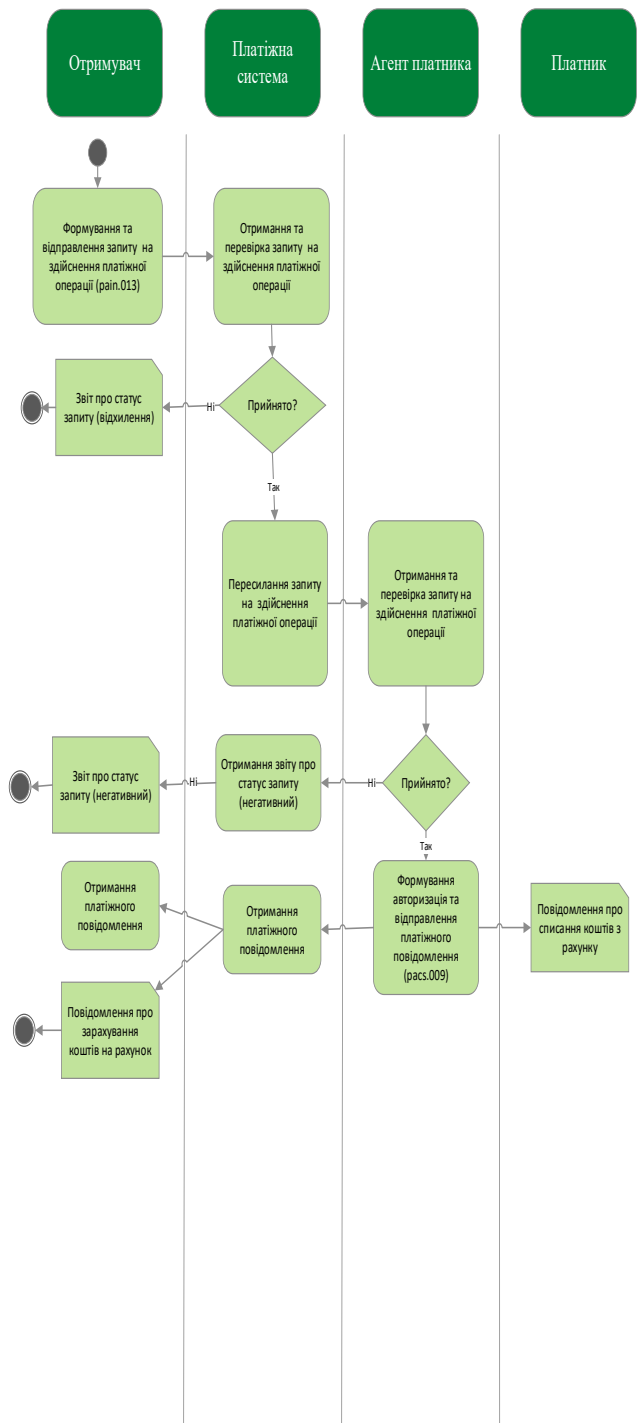 Отримувач
Платіжна
система
Агент платника
Платник
Формування та
відправлення запиту на
здійснення платіжної
операції (pain.013)
Отримання та
перевірка запиту на
здійснення платіжної
операції
Звіт про статус
запиту (відхилення)
Ні
Прийнято?
Так
Пересилання запиту
на здійснення
платіжної операції
Отримання та
перевірка запиту на
здійснення платіжної
операції
Звіт про статус
запиту (негативний)
Ні
Отримання звіту про
статус запиту
(негативний)
Ні
Прийнято?
Так
Отримання
платіжного
повідомлення
Отримання
платіжного
повідомлення
Формування
авторизація та
відправлення
платіжного
повідомлення
(pacs.009)
Повідомлення про
списання коштів з
рахунку
Повідомлення про
зарахування
коштів на рахунок